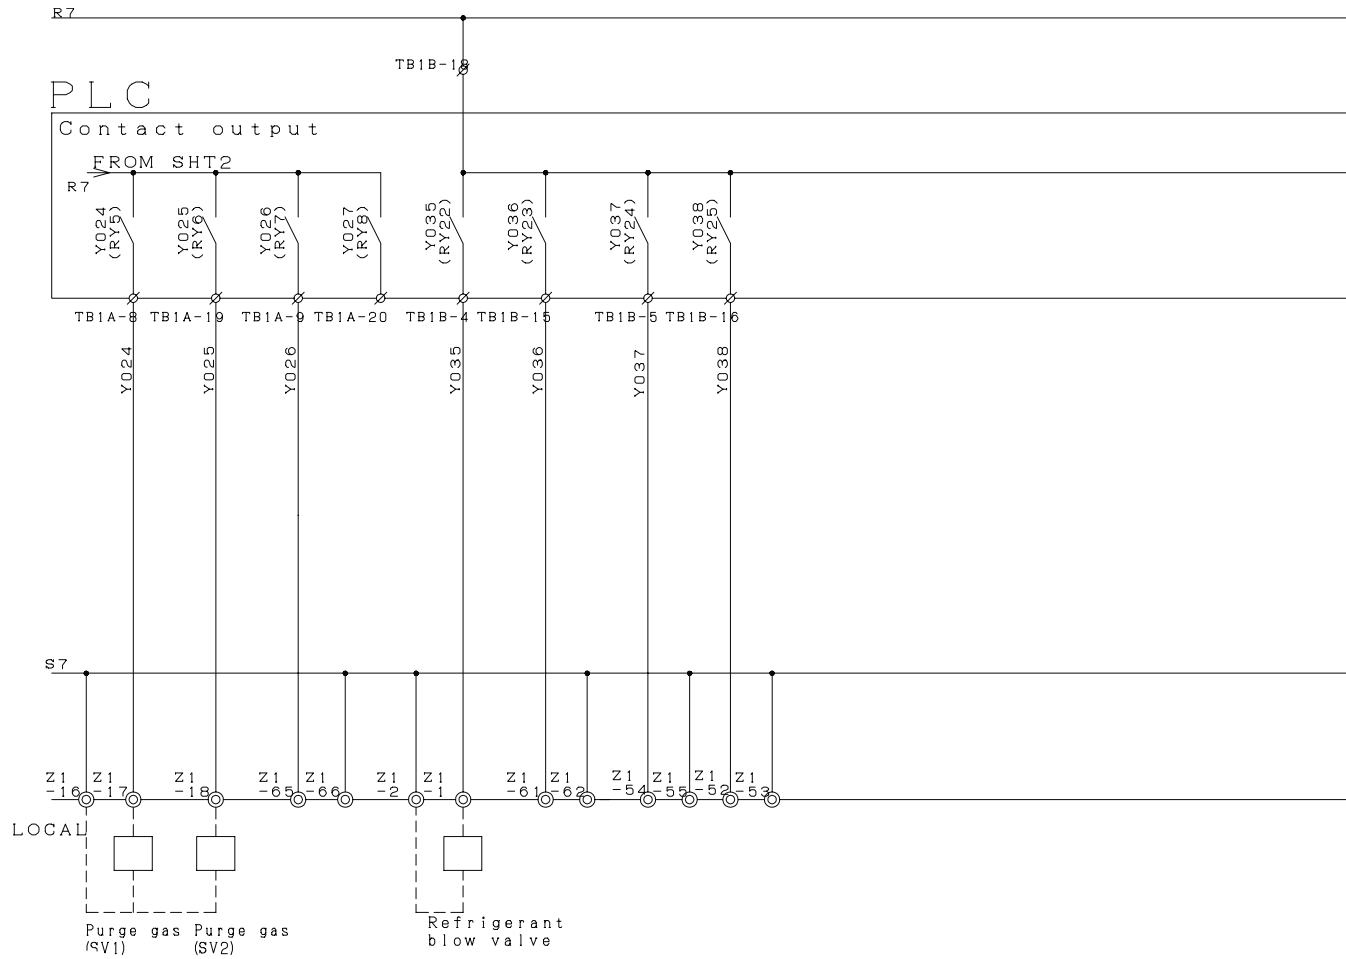 R7
TB1B-18
PLC
Contact output
FROM SHT2
R7
Y024
(RY5)
Y025
(RY6)
Y026
(RY7)
Y027
(RY8)
Y035
(RY22)
Y036
(RY23)
Y037
(RY24)
Y038
(RY25)
TB1A-8 TB1A-19 TB1A-9 TB1A-20 TB1B-4 TB1B-15 TB1B-5 TB1B-16
Y024
Y025
Y026
Y035
Y036
Y037
Y038
S7
Z1
-16
Z1
-17
Z1
-18
Z1
-65
Z1
-66
Z1
-2
Z1
-1
Z1
-61
Z1
-62
Z1
-54
Z1
-55
Z1
-52
Z1
-53
LOCAL
Purge gas
(SV1)
Purge gas
(SV2)
Refrigerant
blow valve